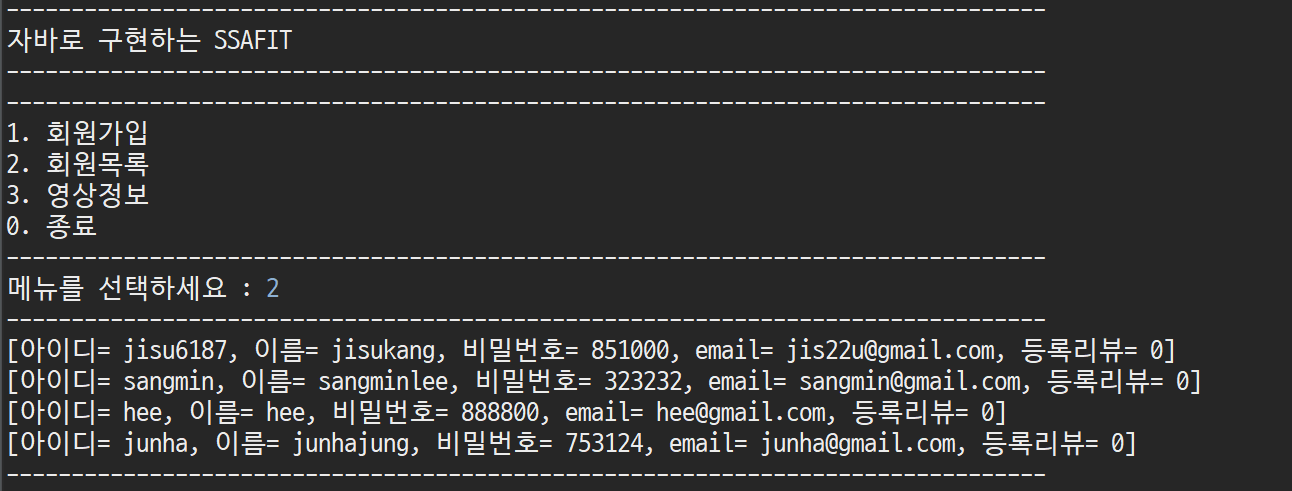 --------------------------------------------------------------------------------
자바로 구현하는 SSAFIT
--------------------------------------------------------------------------------
--------------------------------------------------------------------------------
1. 회원가입
2. 회원목록
3. 영상정보
0. 종료
--------------------------------------------------------------------------------
메뉴를 선택하세요 : 2
--------------------------------------------------------------------------------
[아이디= jisu6187, 이름= jisukang, 비밀번호= 851000, email= jis22u@gmail.com, 등록리뷰= 0]
[아이디= sangmin, 이름= sangminlee, 비밀번호= 323232, email= sangmin@gmail.com, 등록리뷰= 0]
[아이디= hee, 이름= hee, 비밀번호= 888800, email= hee@gmail.com, 등록리뷰= 0]
[아이디= junha, 이름= junhajung, 비밀번호= 753124, email= junha@gmail.com, 등록리뷰= 0]
--------------------------------------------------------------------------------